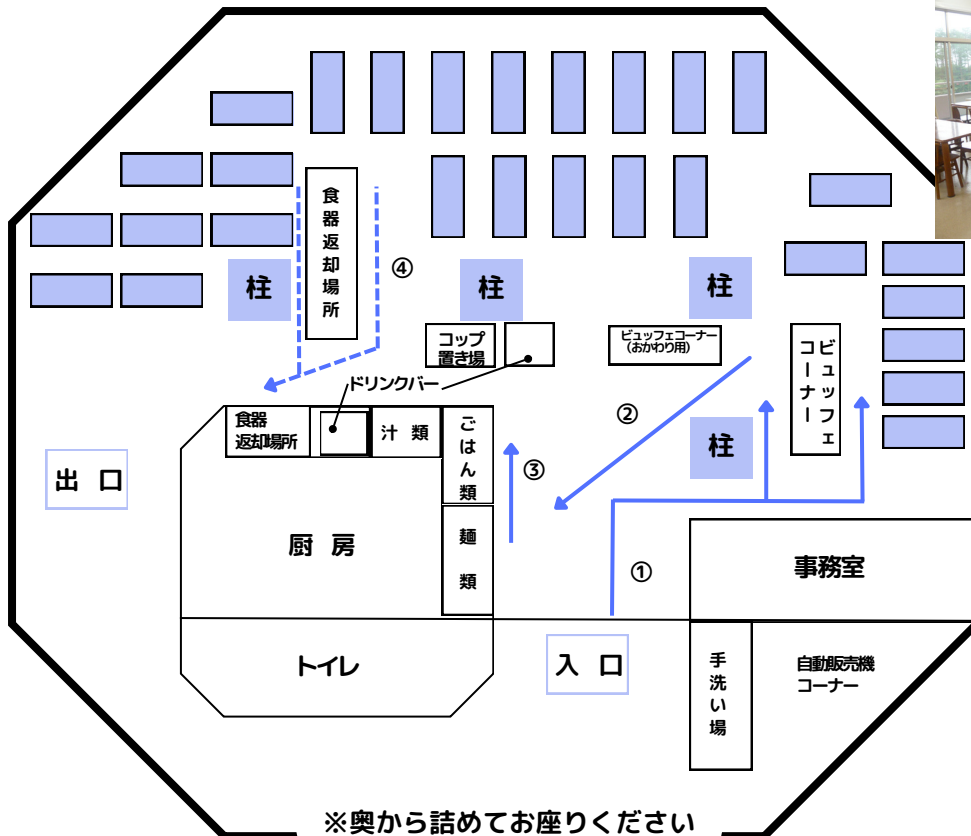 食器返却場所
④
柱
柱
柱
コップ
置き場
ビュッフェコーナー
(おかわり用)
ビュッフェ
コーナー
ドリンクバー
②
食器
返却場所
汁 類
ごはん類
③
柱
出 口
厨 房
麺 類
①
事務室
トイレ
入 口
手洗い場
自動販売機
コーナー
※奥から詰めてお座りください